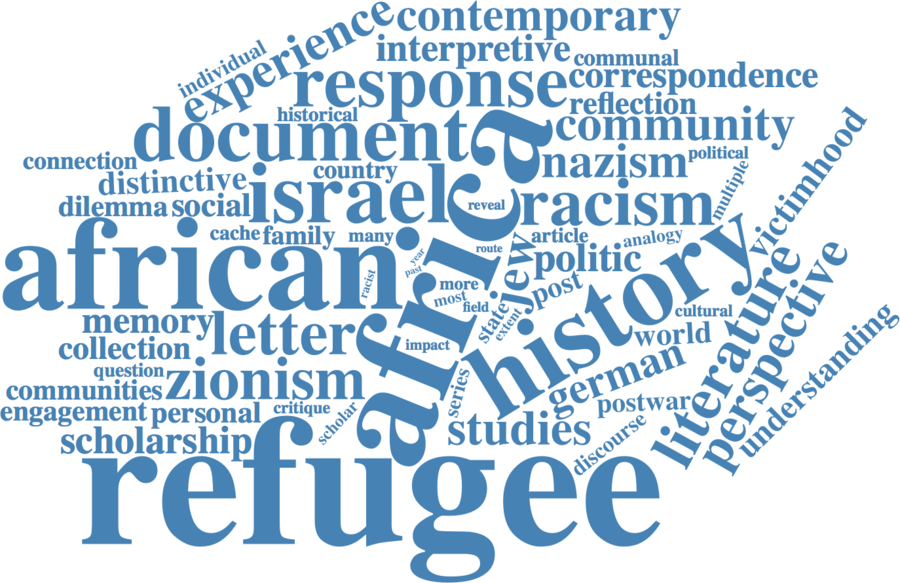 experience
contemporary
individual
interpretive
communal
response
correspondence
historical
reflection
document
community
connection
country
nazism
political
distinctive
israel
reveal
racism
multiple
victimhood
dilemma
social
africa
african
cache
family
many
year
past
racist
route
article
analogy
jew
politic
history
more
most
field
post
state
extent
cultural
memory
letter
impact
world
literature
perspective
understanding
collection
question
zionism
series
german
communities
engagement
personal
critique
scholar
postwar
scholarship
studies
discourse
refugee